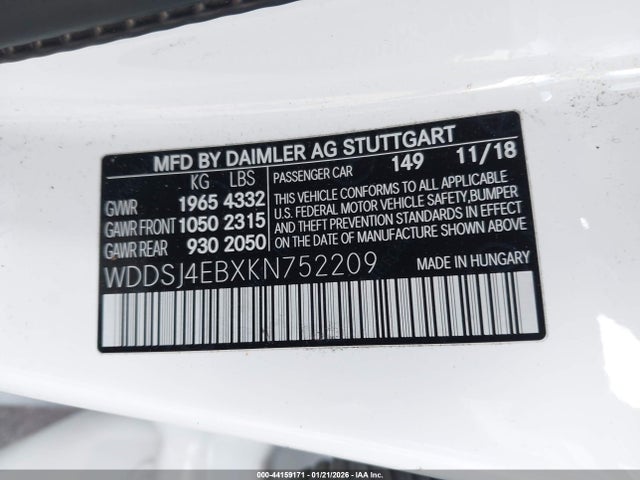 MFD BY DAIMLER AG STUTTGART
KG LBS
GVWR 1965 4332
GAWR FRONT 1050 2315
GAWR REAR 930 2050
PASSENGER CAR 149 11/18
THIS VEHICLE CONFORMS TO ALL APPLICABLE
U.S. FEDERAL MOTOR VEHICLE SAFETY, BUMPER
AND THEFT PREVENTION STANDARDS IN EFFECT
ON THE DATE OF MANUFACTURE SHOWN ABOVE
WDDSJ4EBXKN752209
MADE IN HUNGARY
000-44159171 | 01/21/2026 | IAAI.COM